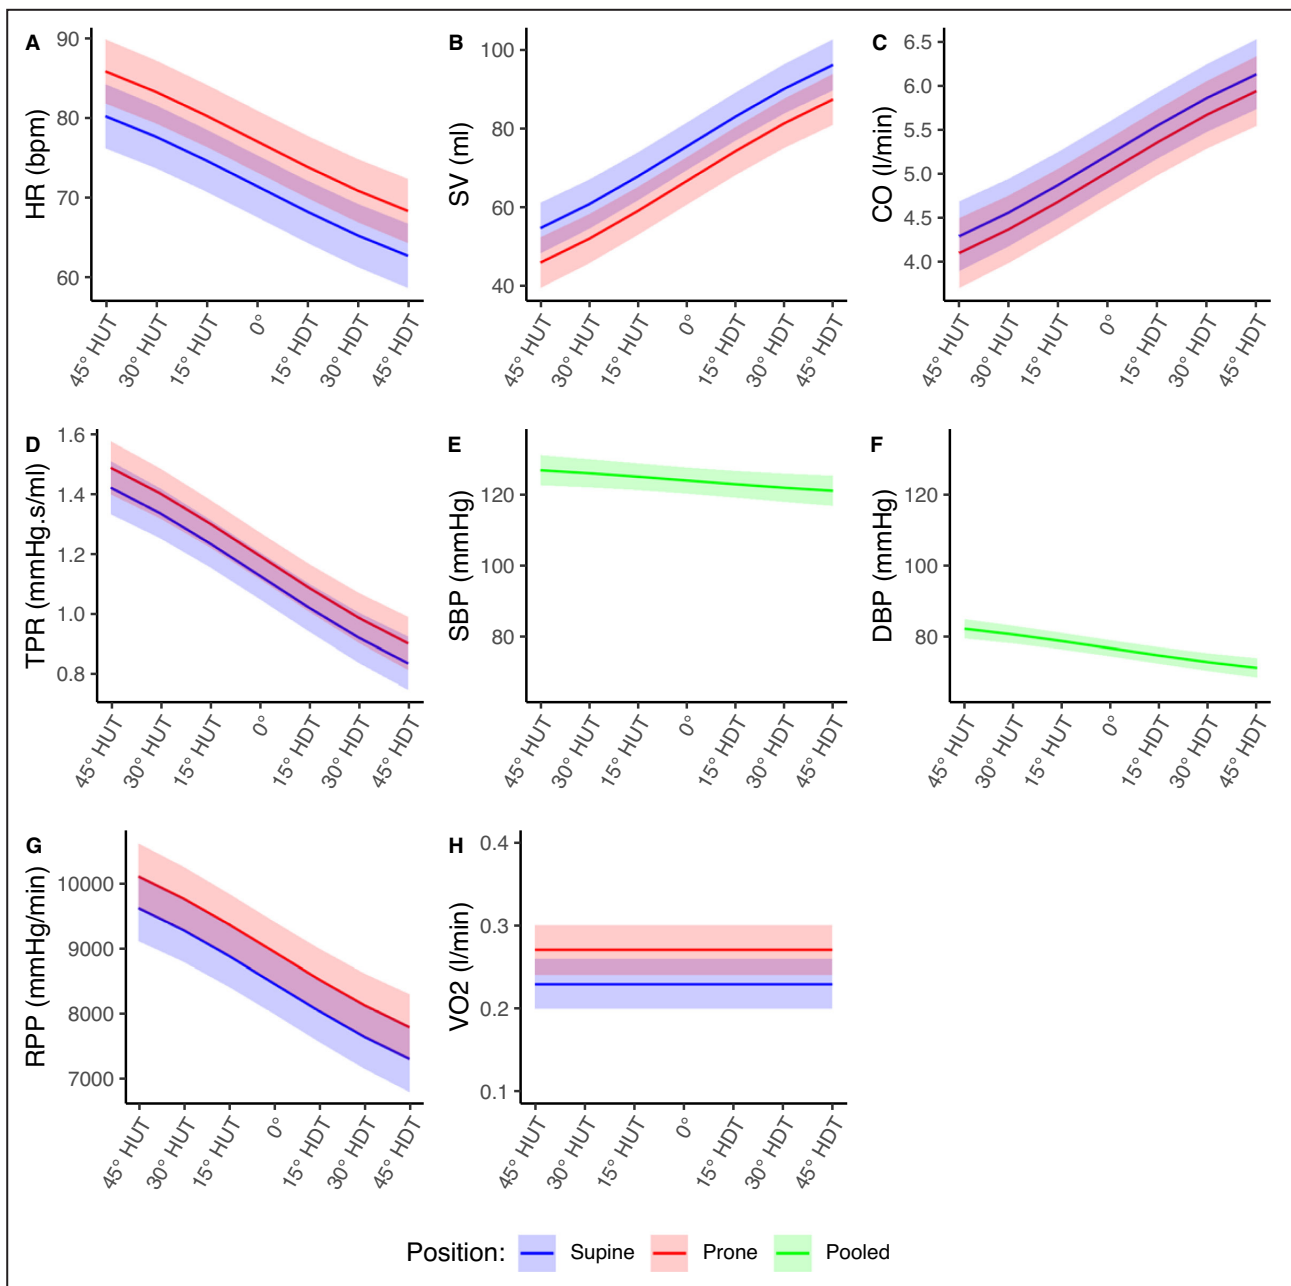 A
HR (bpm)
90
80
70
60
45° HUT
30° HUT
15° HUT
0°
15° HDT
30° HDT
45° HDT
B
SV (ml)
100
80
60
40
45° HUT
30° HUT
15° HUT
0°
15° HDT
30° HDT
45° HDT
C
CO (l/min)
6.5
6.0
5.5
5.0
4.5
4.0
45° HUT
30° HUT
15° HUT
0°
15° HDT
30° HDT
45° HDT
D
TPR (mmHg.s/ml)
1.6
1.4
1.2
1.0
0.8
45° HUT
30° HUT
15° HUT
0°
15° HDT
30° HDT
45° HDT
E
SBP (mmHg)
120
100
80
45° HUT
30° HUT
15° HUT
0°
15° HDT
30° HDT
45° HDT
F
DBP (mmHg)
120
100
80
45° HUT
30° HUT
15° HUT
0°
15° HDT
30° HDT
45° HDT
G
RPP (mmHg/min)
10000
9000
8000
7000
45° HUT
30° HUT
15° HUT
0°
15° HDT
30° HDT
45° HDT
H
VO2 (l/min)
0.4
0.3
0.2
0.1
45° HUT
30° HUT
15° HUT
0°
15° HDT
30° HDT
45° HDT
Position: Supine Prone Pooled